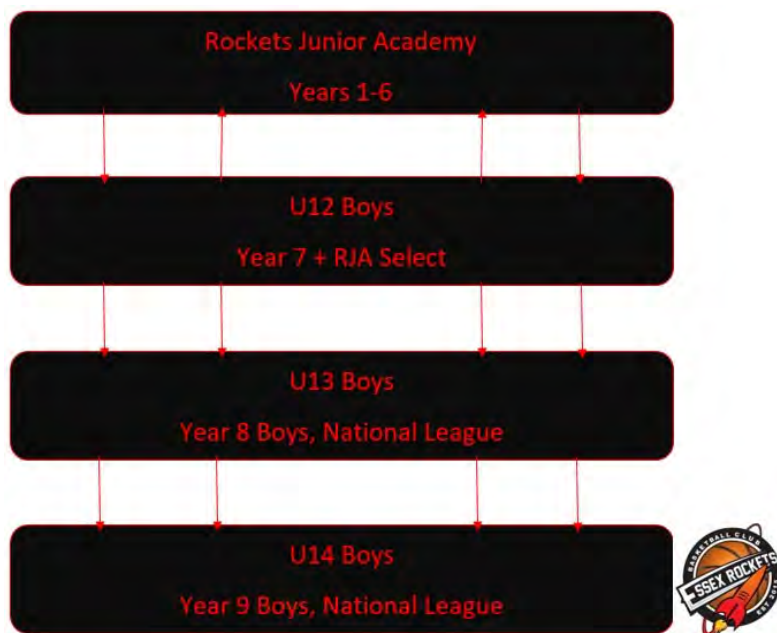 Rockets Junior Academy
Years 1-6
U12 Boys
Year 7 + RJA Select
U13 Boys
Year 8 Boys, National League
U14 Boys
Year 9 Boys, National League
BASKETBALL CLUB
ESSEX ROCKETS